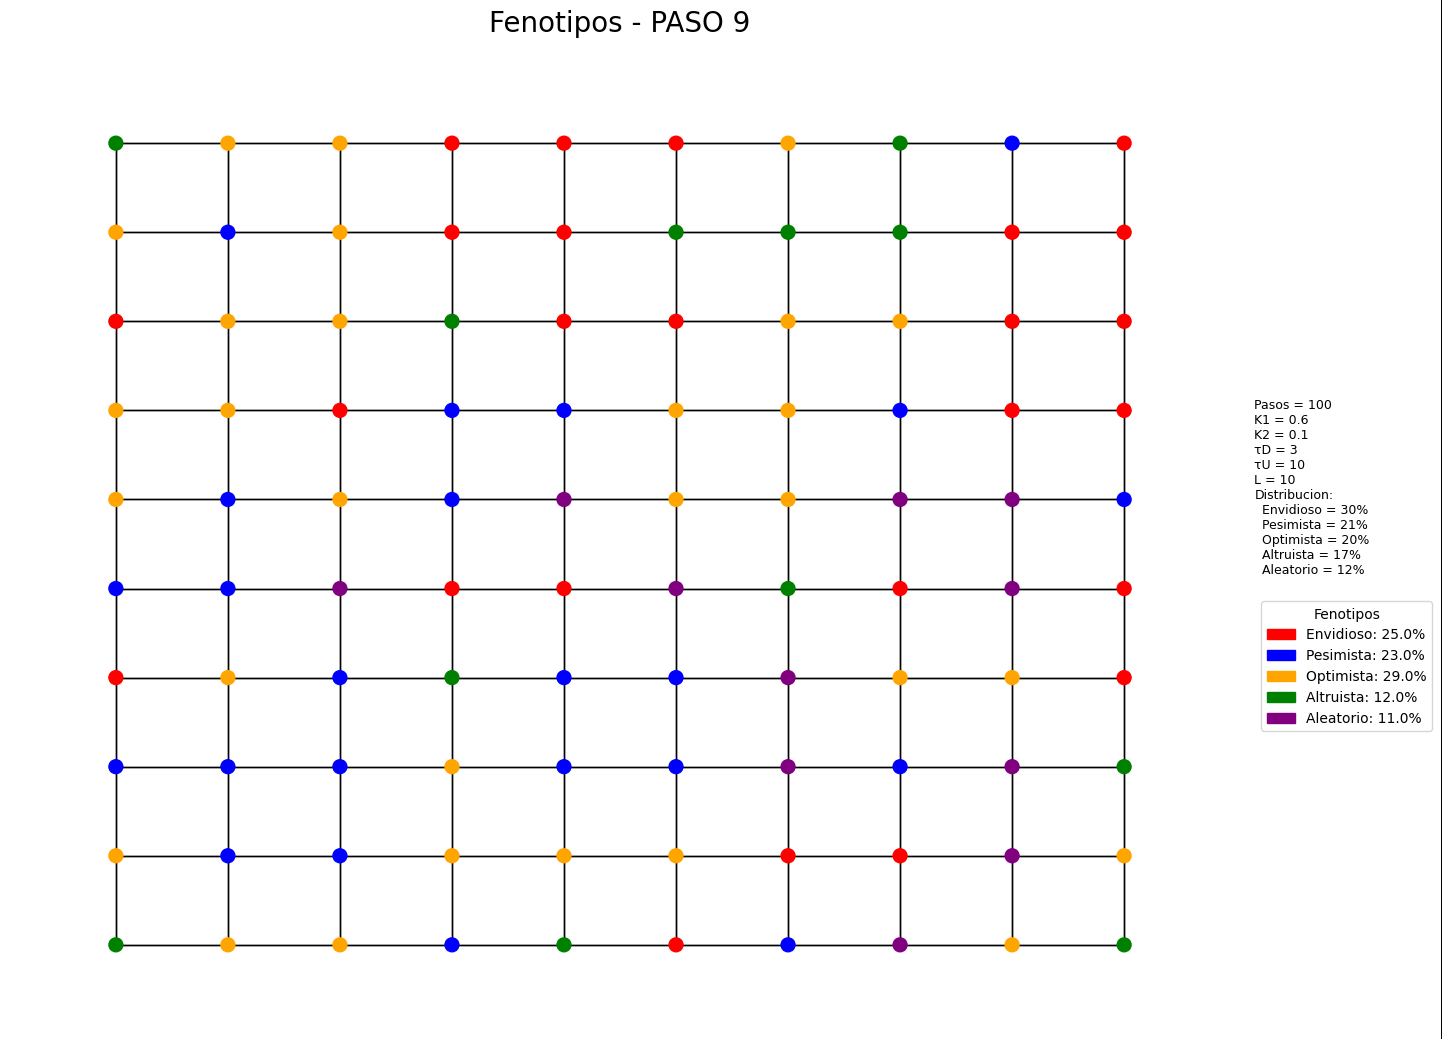 Fenotipos - PASO 9
Pasos = 100
K1 = 0.6
K2 = 0.1
τD = 3
τU = 10
L = 10
Distribucion:
Envidioso = 30%
Pesimista = 21%
Optimista = 20%
Altruista = 17%
Aleatorio = 12%
Fenotipos
Envidioso: 25.0%
Pesimista: 23.0%
Optimista: 29.0%
Altruista: 12.0%
Aleatorio: 11.0%